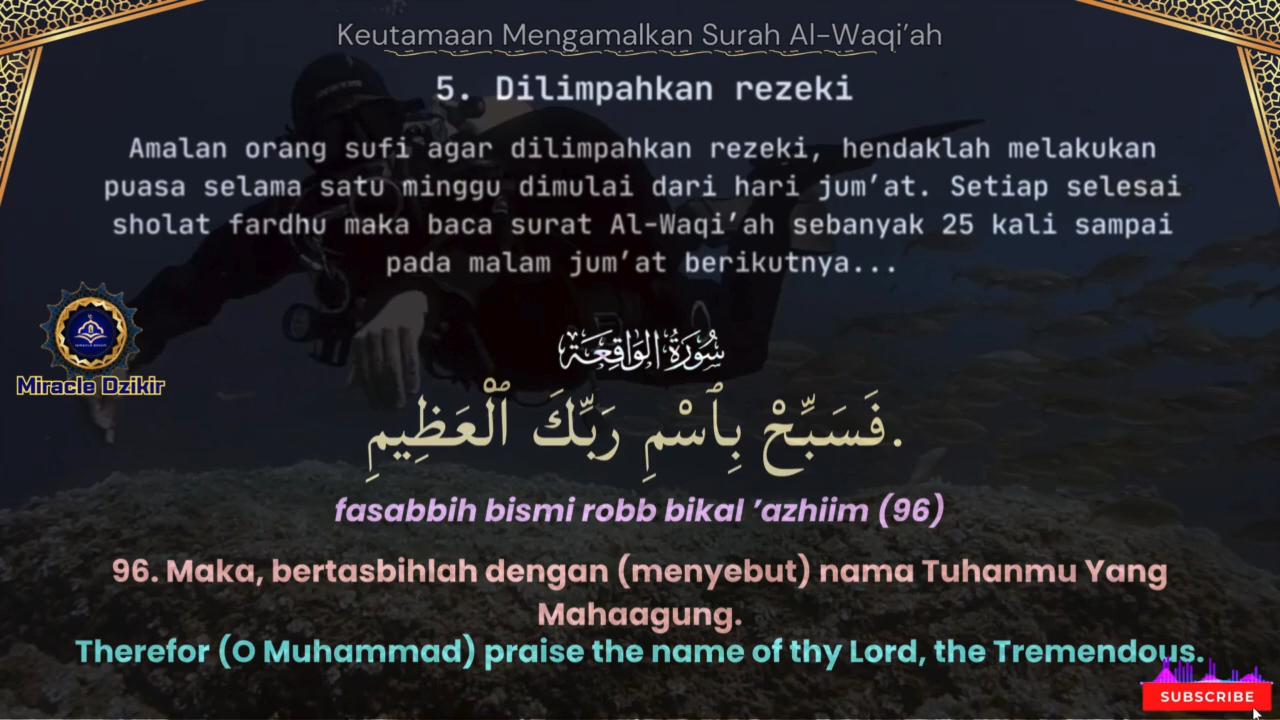 Keutamaan Mengamalkan Surah Al-Waqi’ah
5. Dilimpahkan rezeki
Amalan orang sufi agar dilimpahkan rezeki, hendaklah melakukan
puasa selama satu minggu dimulai dari hari jum’at. Setiap selesai
sholat fardhu maka baca surat Al-Waqi’ah sebanyak 25 kali sampai
pada malam jum’at berikutnya...
سُورَةُ الوَاقِعَة
Miracle Dzikir
فَسَبِّحْ بِٱسْمِ رَبِّكَ ٱلْعَظِيمِ.
fasabbih bismi robb bikal ’azhiim (96)
96. Maka, bertasbihlah dengan (menyebut) nama Tuhanmu Yang
Mahaagung.
Therefor (O Muhammad) praise the name of thy Lord, the Tremendous.
SUBSCRIBE